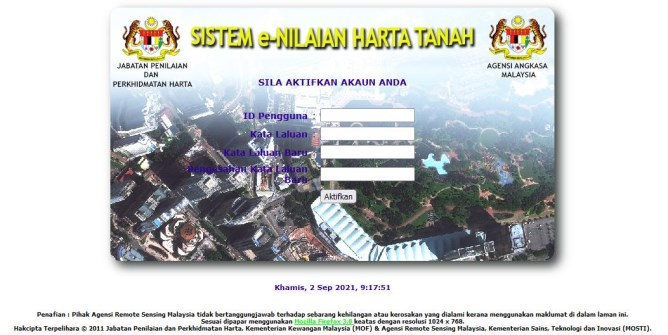 SISTEM e-NILAIAN HARTA TANAH
JABATAN PENILAIAN
DAN
PERKHIDMATAN HARTA
AGENSI ANGKASA
MALAYSIA
SILA AKTIFKAN AKAUN ANDA
ID Pengguna :
Kata Laluan
Kata Laluan Baru
Pengesahan Kata Laluan
Baru
Aktifkan
Khamis, 2 Sep 2021, 9:17:51
Penafian : Pihak Agensi Remote Sensing Malaysia tidak bertanggungjawab terhadap sebarang kehilangan atau kerosakan yang dialami kerana menggunakan maklumat di dalam laman ini.
Sesuai dipapar menggunakan Mozilla Firefox 3.0 keatas dengan resolusi 1024 x 768.
Hakcipta Terpelihara © 2011 Jabatan Penilaian dan Perkhidmatan Harta, Kementerian Kewangan Malaysia (MOF) & Agensi Remote Sensing Malaysia, Kementerian Sains, Teknologi dan Inovasi (MOSTI).